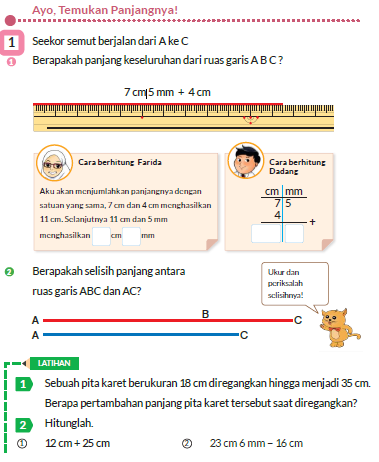 Ayo, Temukan Panjangnya!
1 Seekor semut berjalan dari A ke C
1 Berapakah panjang keseluruhan dari ruas garis A B C ?
7 cm 5 mm + 4 cm
Cara berhitung Farida
Aku akan menjumlahkan panjangnya dengan
satuan yang sama, 7 cm dan 4 cm menghasilkan
11 cm. Selanjutnya 11 cm dan 5 mm
menghasilkan cm mm
Cara berhitung
Dadang
cm mm
7 5
4
+
2 Berapakah selisih panjang antara
ruas garis ABC dan AC?
Ukur dan
periksalah
selisihnya!
A B C
A C
LATIHAN
1 Sebuah pita karet berukuran 18 cm diregangkan hingga menjadi 35 cm.
Berapa pertambahan panjang pita karet tersebut saat diregangkan?
2 Hitunglah.
1 12 cm + 25 cm 2 23 cm 6 mm – 16 cm